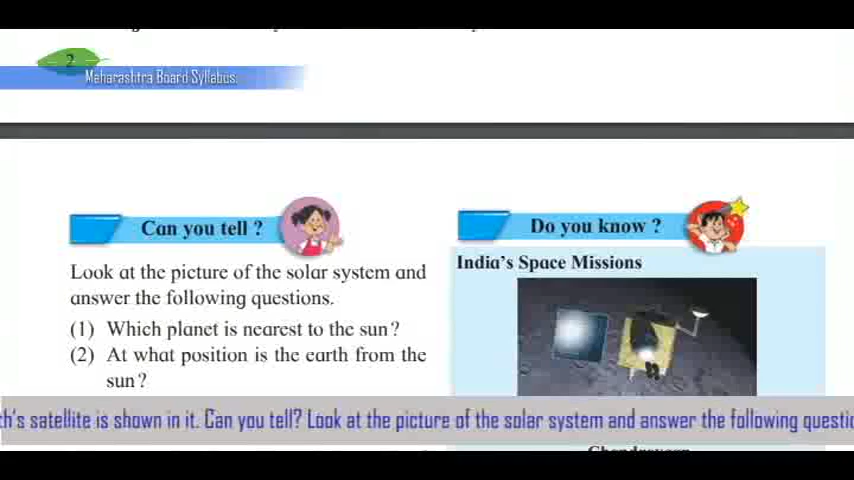 2
Maharashtra Board Syllabus.
Can you tell ?
Look at the picture of the solar system and
answer the following questions.
(1) Which planet is nearest to the sun ?
(2) At what position is the earth from the
sun ?
Do you know ?
India's Space Missions
th's satellite is shown in it. Can you tell? Look at the picture of the solar system and answer the following questio